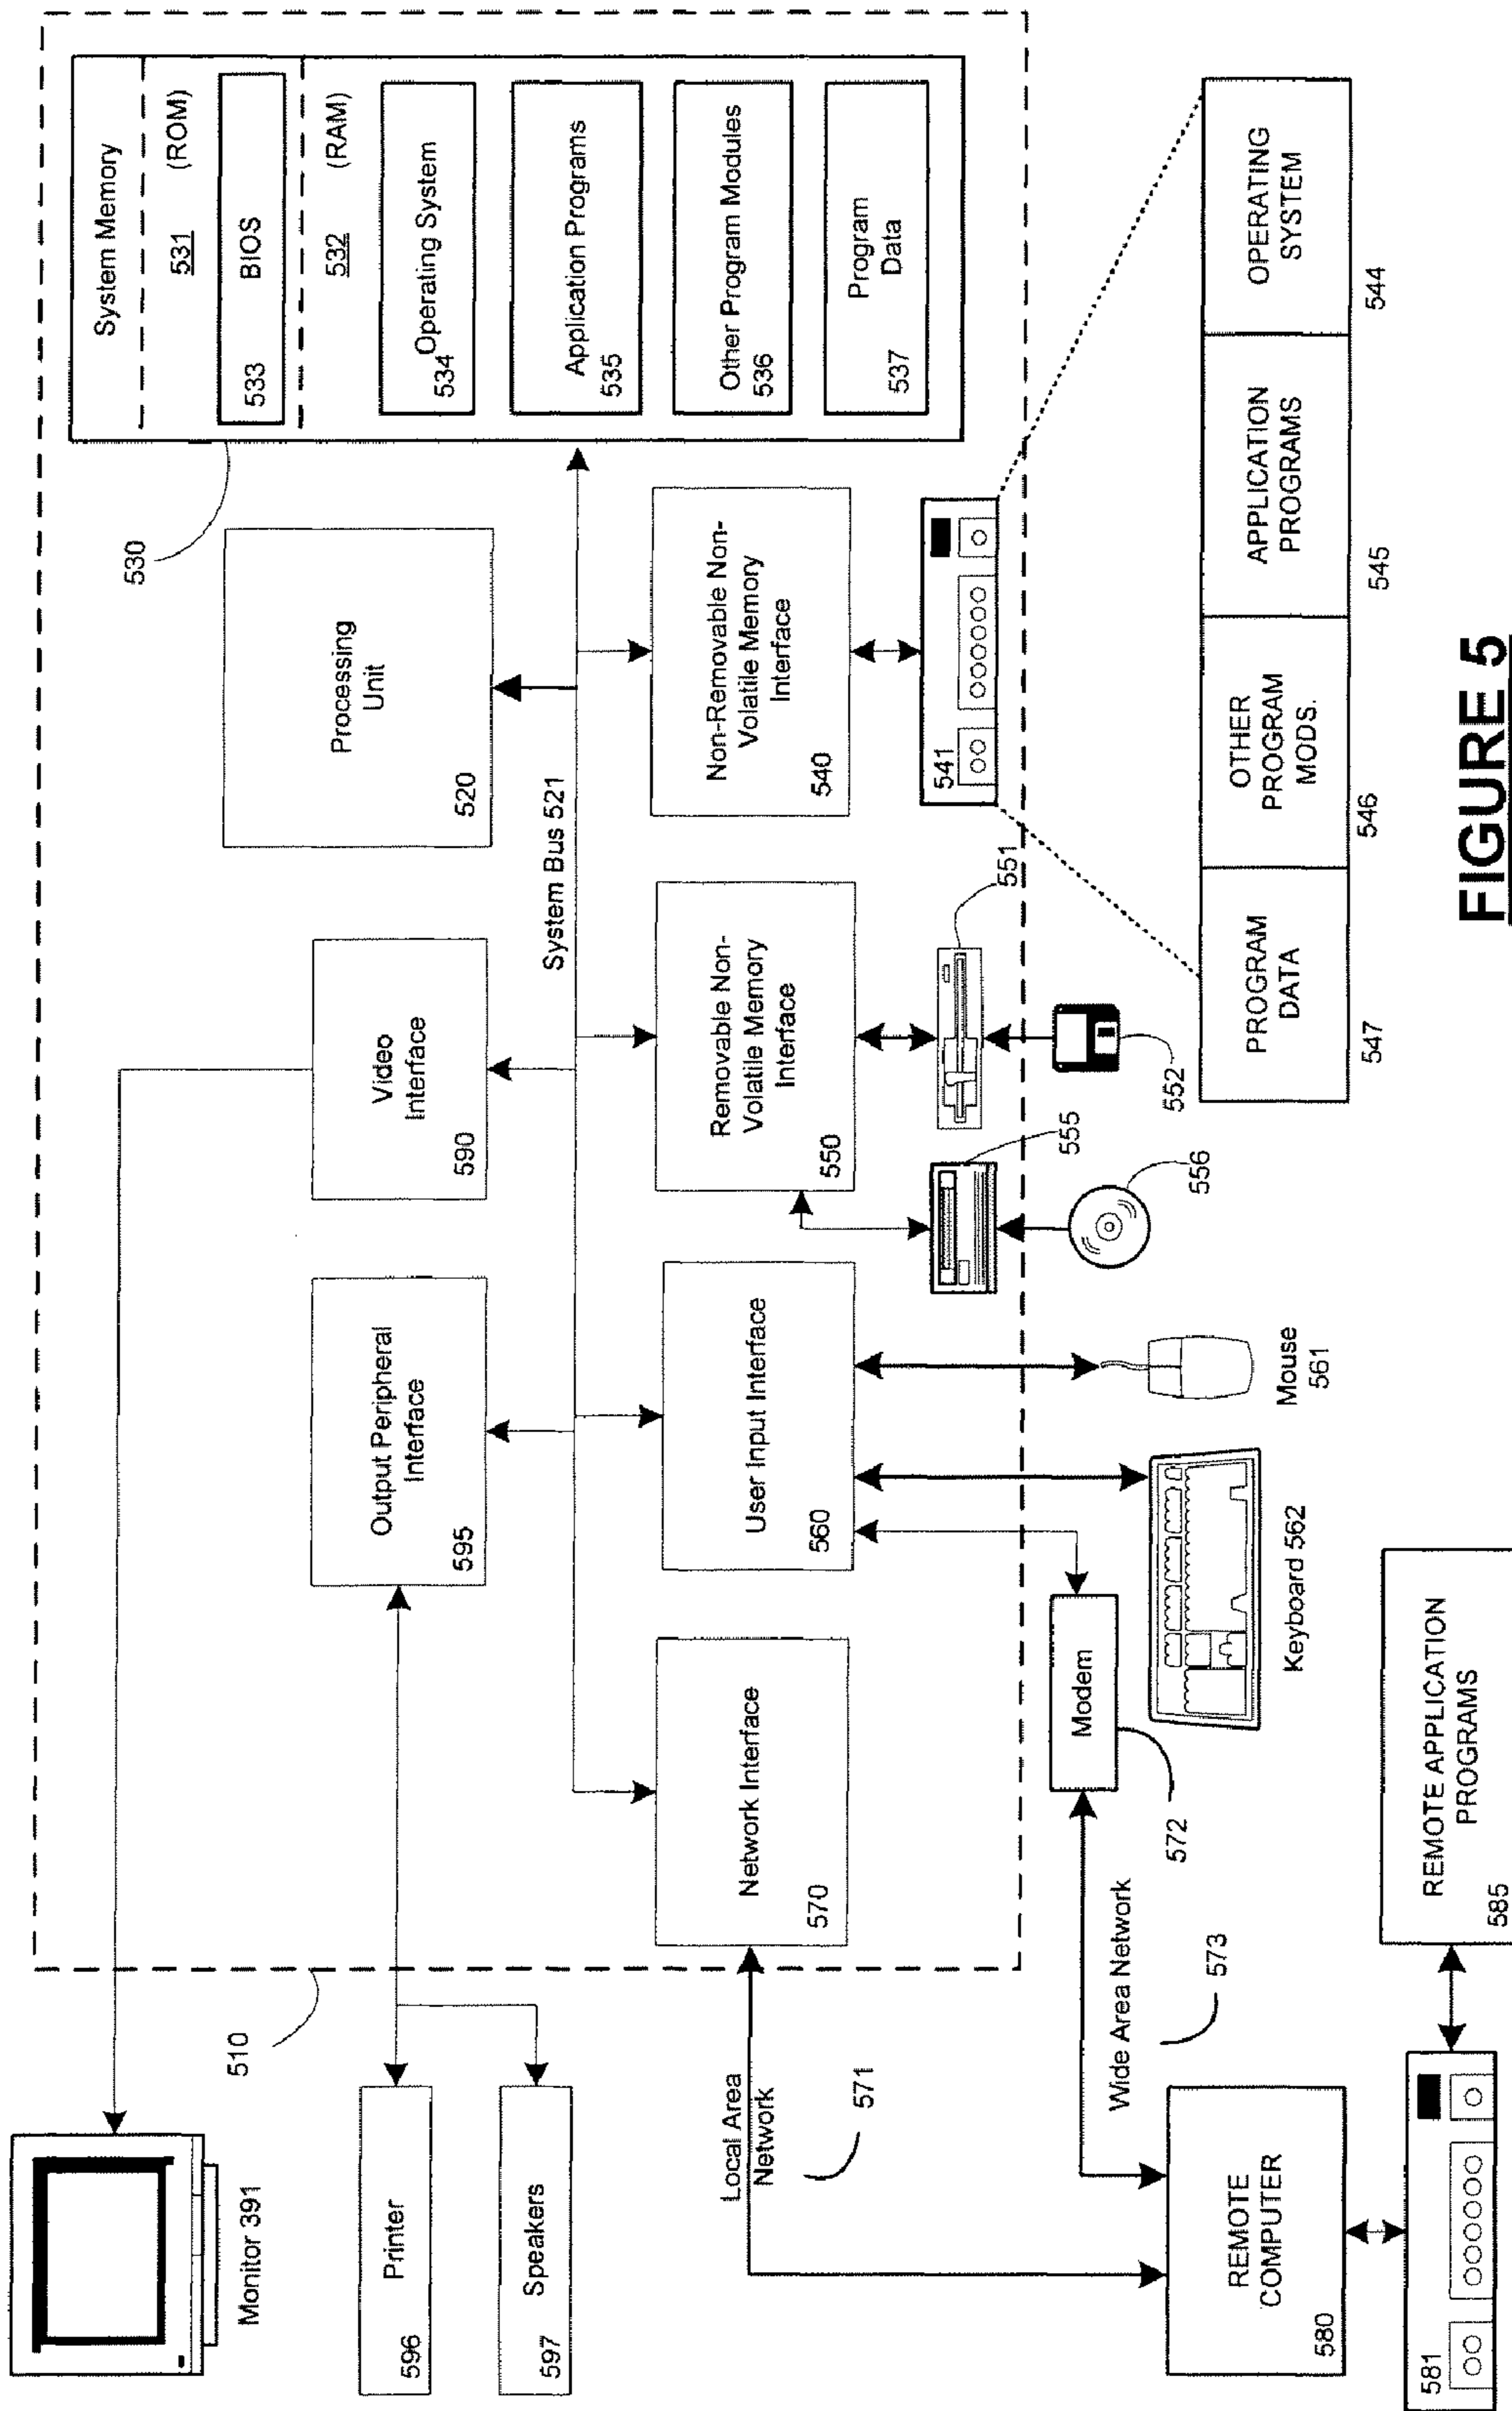 System Memory
531 (ROM)
BIOS
533
532 (RAM)
Operating System
534
Application Programs
535
Other Program Modules
536
Program
Data
537
530
Processing
Unit
520
System Bus 521
Non-Removable Non-
Volatile Memory
Interface
540
541
Video
Interface
590
Removable Non-
Volatile Memory
Interface
550
551
552
555
556
Output Peripheral
Interface
595
User Input Interface
560
Mouse
561
Keyboard 562
Network Interface
570
Modem
572
510
Monitor 391
Printer
596
Speakers
597
Local Area
Network
571
Wide Area Network
573
REMOTE
COMPUTER
580
581
REMOTE APPLICATION
PROGRAMS
585
OPERATING
SYSTEM
544
APPLICATION
PROGRAMS
545
OTHER
PROGRAM
MODS.
546
PROGRAM
DATA
547
FIGURE 5